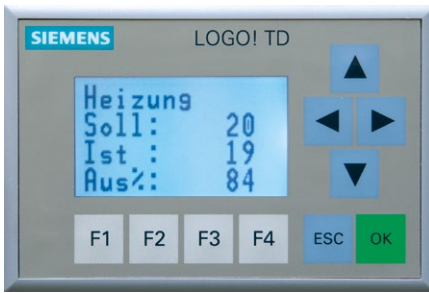 SIEMENS LOGO! TD
Heizung
Soll: 20
Ist : 19
Aus%: 84
F1 F2 F3 F4 ESC OK